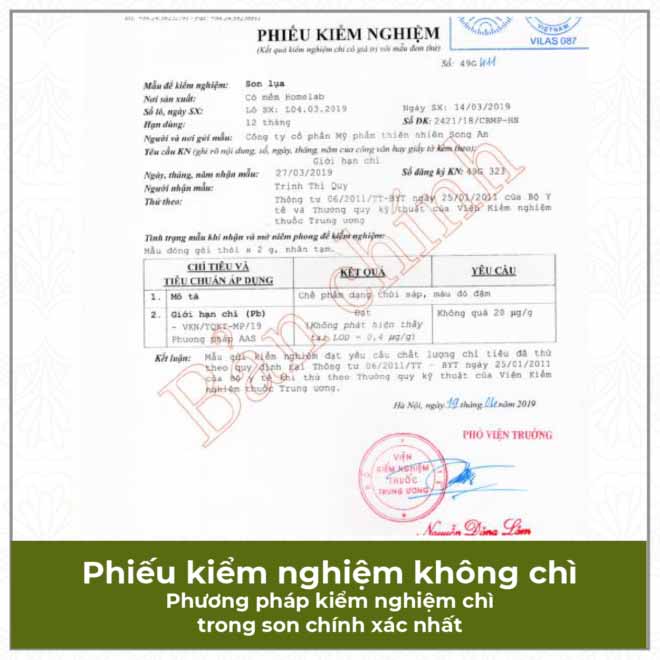 PHIẾU KIỂM NGHIỆM
(Kết quả kiểm nghiệm chỉ có giá trị với mẫu đem thử)
VIETNAM
VILAS 087
Số: 49G 411
Mẫu để kiểm nghiệm: Son lụa
Nơi sản xuất: Cỏ mềm Homelab
Số lô, ngày SX: Lô SX: L04.03.2019 Ngày SX: 14/03/2019
Hạn dùng: 12 tháng Số ĐK: 2421/18/CBMP-HN
Người và nơi gửi mẫu: Công ty cổ phần Mỹ phẩm thiên nhiên Song An
Yêu cầu KN (ghi rõ nội dung, số, ngày, tháng, năm của công văn hay giấy tờ kèm theo):
Giới hạn chì
Ngày, tháng, năm nhận mẫu: 27/03/2019 Số đăng ký KN: 49G 323
Người nhận mẫu: Trịnh Thị Quy
Thử theo: Thông tư 06/2011/TT-BYT ngày 25/01/2011 của Bộ Y
tế và Thường quy kỹ thuật của Viện Kiểm nghiệm
thuốc Trung ương
Tình trạng mẫu khi nhận và mở niêm phong để kiểm nghiệm:
Mẫu đóng gói thỏi x 2 g, nhãn tạm.
CHỈ TIÊU VÀ
TIÊU CHUẨN ÁP DỤNG KẾT QUẢ YÊU CẦU
1. Mô tả Chế phẩm dạng thỏi sáp, màu đỏ đậm
2. Giới hạn chì (Pb) Đạt Không quá 20 µg/g
- VKN/TQKT-MP/19 (Không phát hiện thấy
Phương pháp AAS tại LOD = 0,4 µg/g)
Kết luận: Mẫu gửi kiểm nghiệm đạt yêu cầu chất lượng chỉ tiêu đã thử
theo quy định tại Thông tư 06/2011/TT - BYT ngày 25/01/2011
của Bộ Y tế khi thử theo Thường quy kỹ thuật của Viện Kiểm
nghiệm thuốc Trung ương.
Bản chính
Hà Nội, ngày 19 tháng 04 năm 2019
PHÓ VIỆN TRƯỞNG
VIỆN
KIỂM NGHIỆM
THUỐC
TRUNG ƯƠNG
Nguyễn Đăng Lâm
Phiếu kiểm nghiệm không chì
Phương pháp kiểm nghiệm chì
trong son chính xác nhất